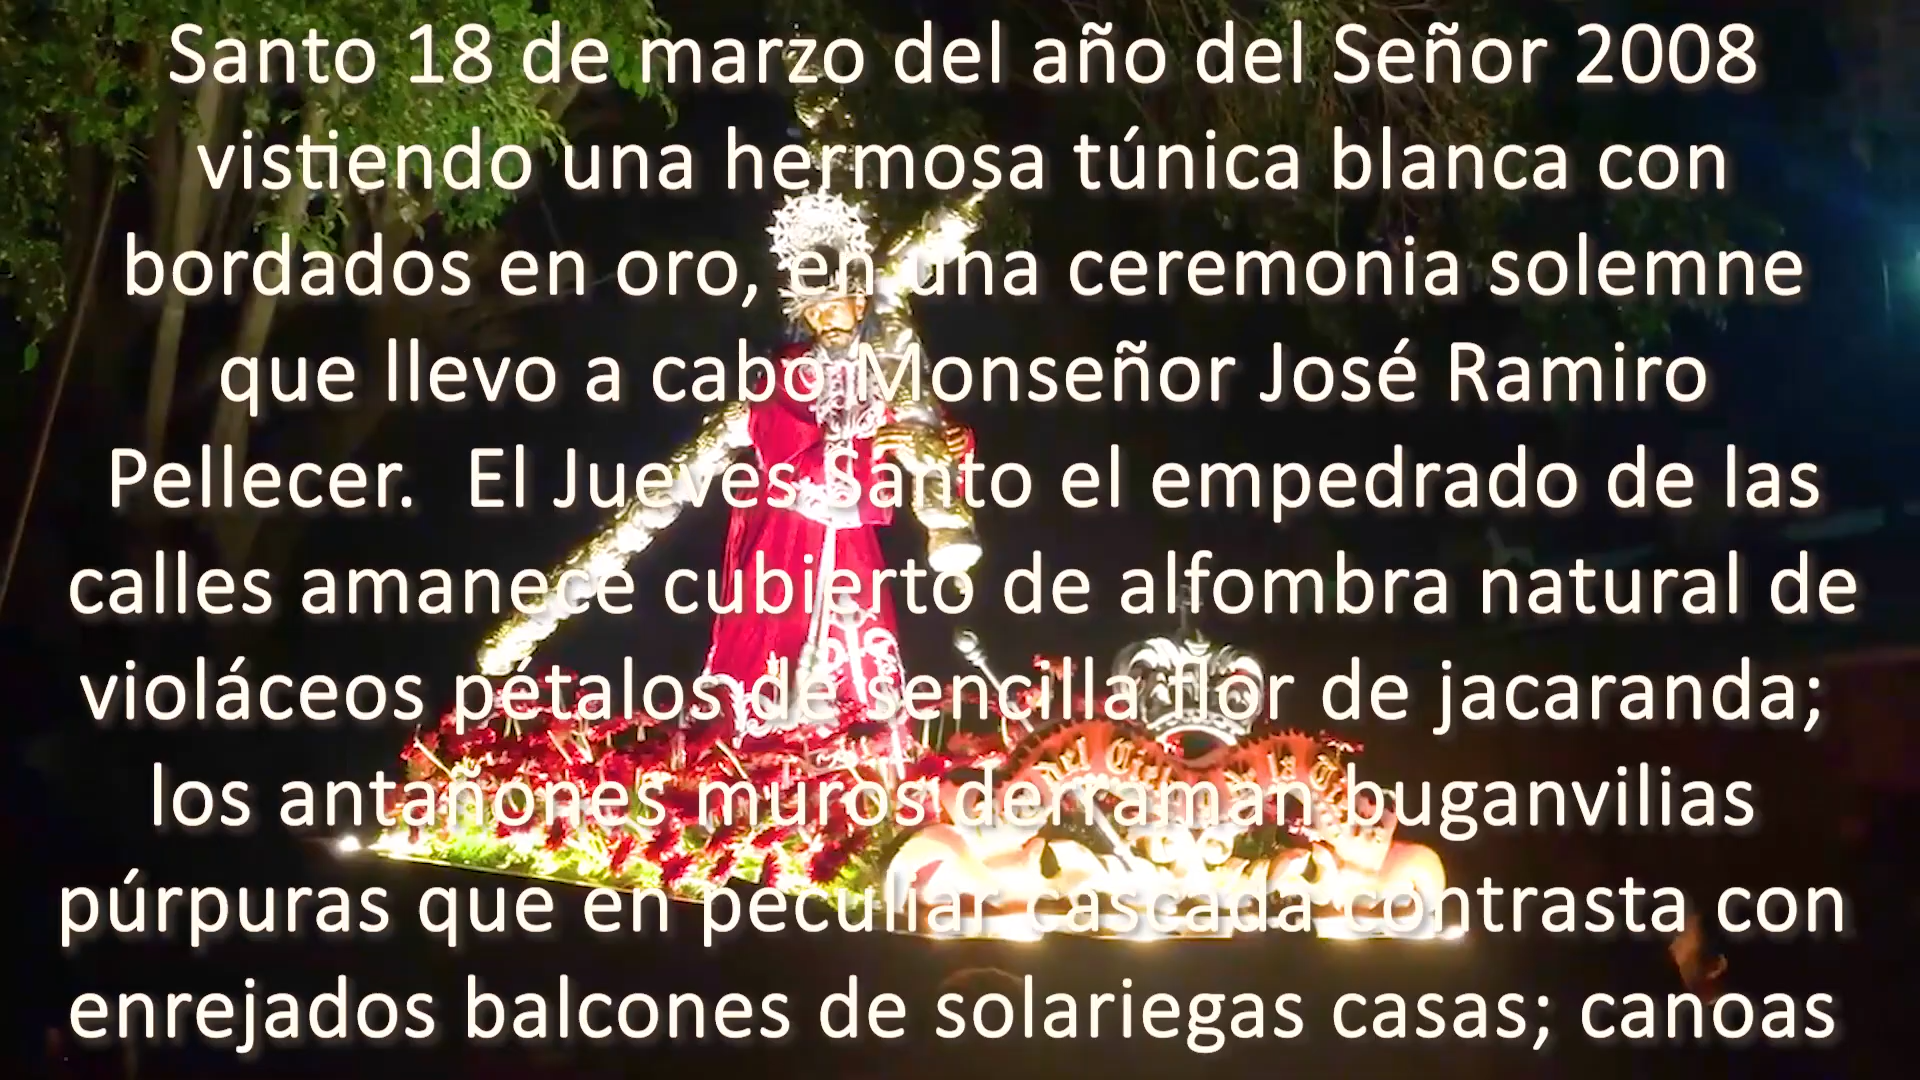 Santo 18 de marzo del año del Señor 2008
vistiendo una hermosa túnica blanca con
bordados en oro, en una ceremonia solemne
que llevo a cabo Monseñor José Ramiro
Pellecer. El Jueves Santo el empedrado de las
calles amanece cubierto de alfombra natural de
violáceos pétalos de sencilla flor de jacaranda;
los antañones muros derraman buganvilias
púrpuras que en peculiar cascada contrasta con
enrejados balcones de solariegas casas; canoas